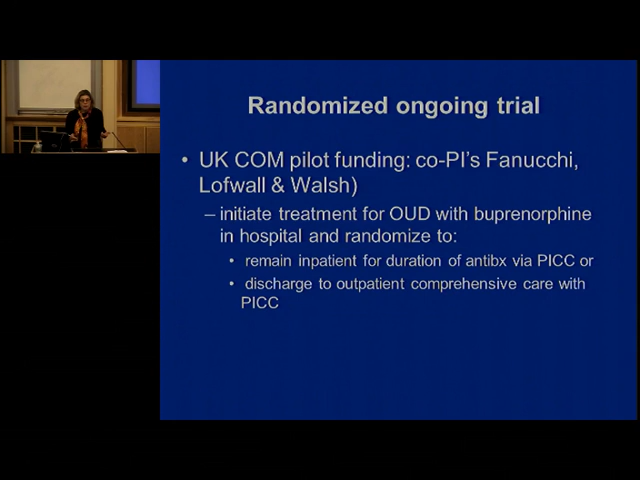 Randomized ongoing trial
• UK COM pilot funding: co-PI's Fanucchi,
Lofwall & Walsh)
– initiate treatment for OUD with buprenorphine
in hospital and randomize to:
• remain inpatient for duration of antibx via PICC or
• discharge to outpatient comprehensive care with
PICC